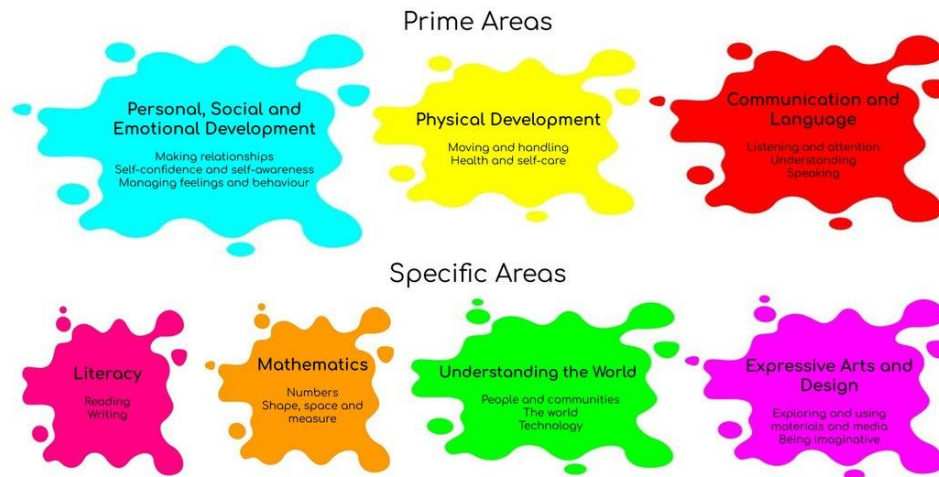 Prime Areas
Personal, Social and
Emotional Development
Making relationships
Self-confidence and self-awareness
Managing feelings and behaviour
Physical Development
Moving and handling
Health and self-care
Communication and
Language
Listening and attention
Understanding
Speaking
Specific Areas
Literacy
Reading
Writing
Mathematics
Numbers
Shape, space and
measure
Understanding the World
People and communities
The world
Technology
Expressive Arts and
Design
Exploring and using
materials and media
Being imaginative